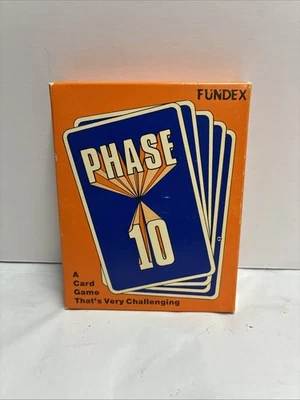 FUNDEX
PHASE
10
A
Card
Game
That's Very Challenging